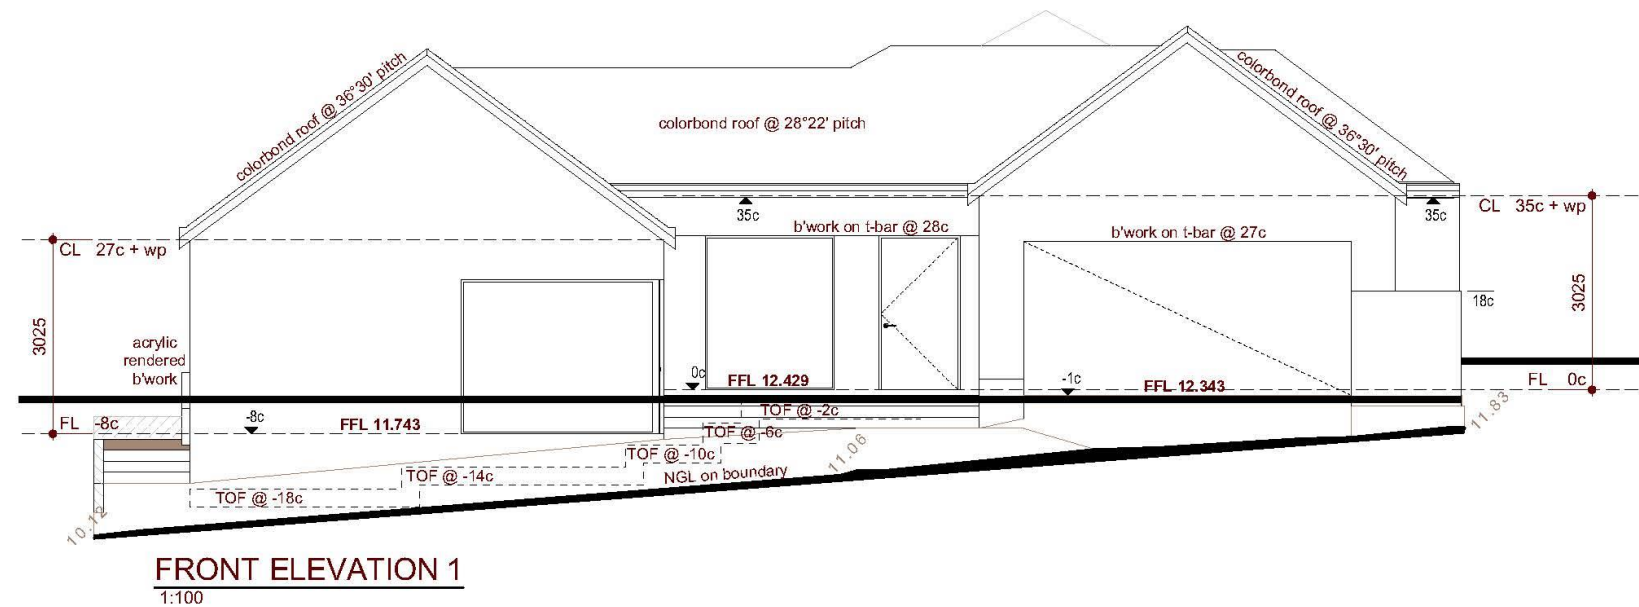 colorbond roof @ 36°30' pitch
colorbond roof @ 28°22' pitch
colorbond roof @ 36°30' pitch
35c
35c
CL 35c + wp
b'work on t-bar @ 28c
b'work on t-bar @ 27c
CL 27c + wp
3025
3025
18c
acrylic
rendered
b'work
0c
FFL 12.429
-1c
FFL 12.343
FL 0c
FL -8c
-8c
FFL 11.743
TOF @ -2c
TOF @ -6c
TOF @ -10c
TOF @ -14c
TOF @ -18c
NGL on boundary
11.06
11.83
10.12
FRONT ELEVATION 1
1:100